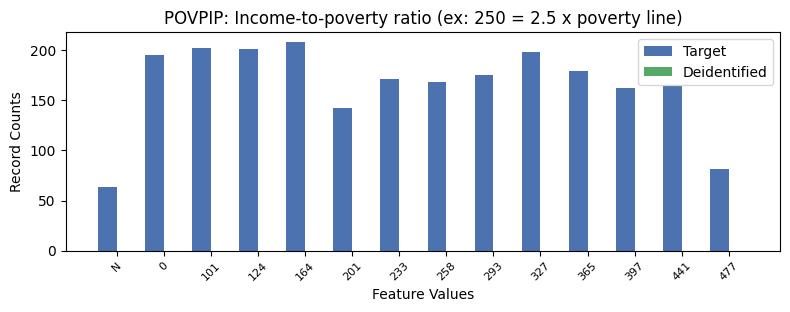 POVPIP: Income-to-poverty ratio (ex: 250 = 2.5 x poverty line)
Target
Deidentified
Record Counts
200
150
100
50
0
N 0 101 124 164 201 233 258 293 327 365 397 441 477
Feature Values